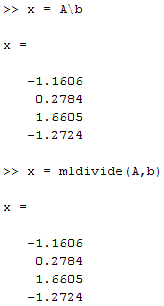 >> x = A\b
x =
-1.1606
0.2784
1.6605
-1.2724
>> x = mldivide(A,b)
x =
-1.1606
0.2784
1.6605
-1.2724